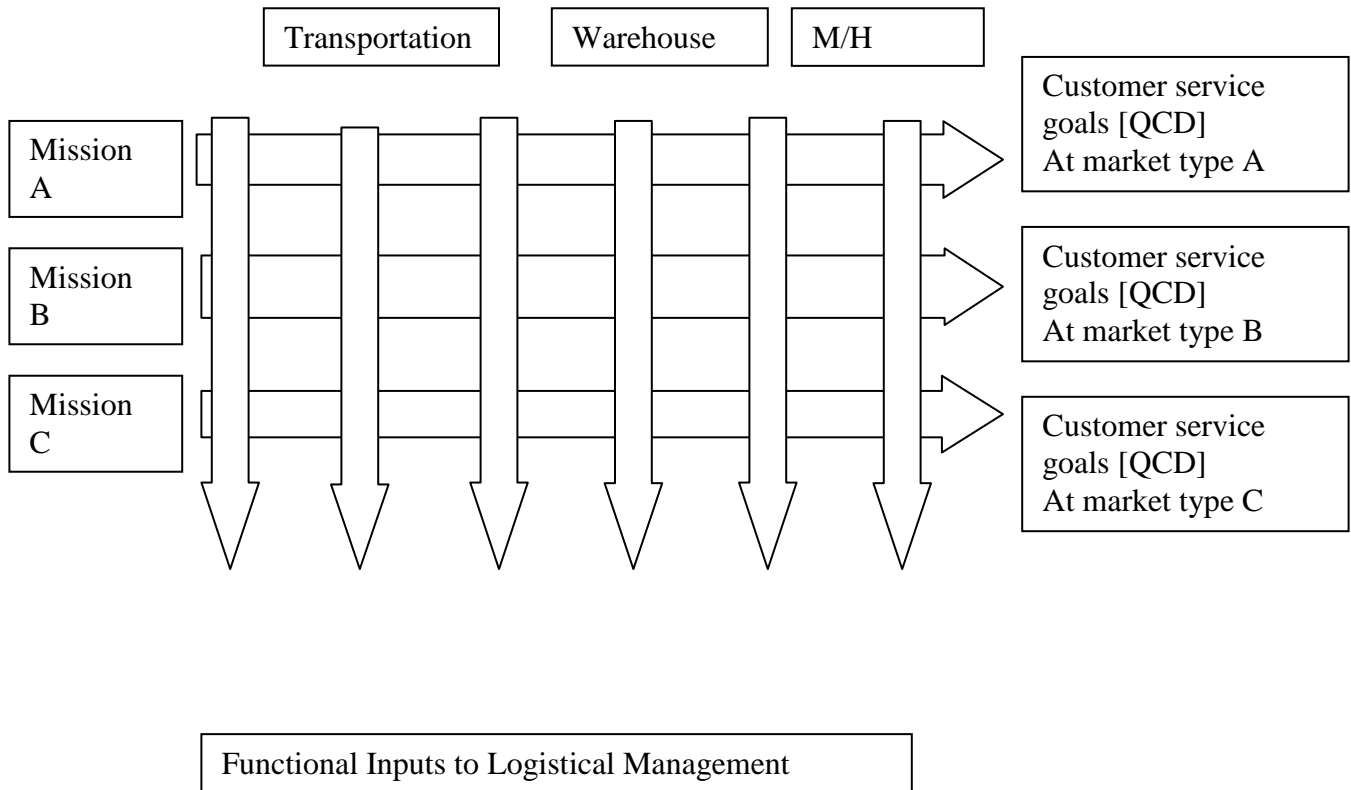 Transportation
Warehouse
M/H
Mission
A
Customer service
goals [QCD]
At market type A
Mission
B
Customer service
goals [QCD]
At market type B
Mission
C
Customer service
goals [QCD]
At market type C
Functional Inputs to Logistical Management